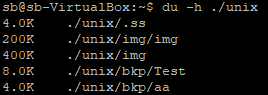 sb@sb-VirtualBox:~$ du -h ./unix
4.0K ./unix/.ss
200K ./unix/img/img
400K ./unix/img
8.0K ./unix/bkp/Test
4.0K ./unix/bkp/aa